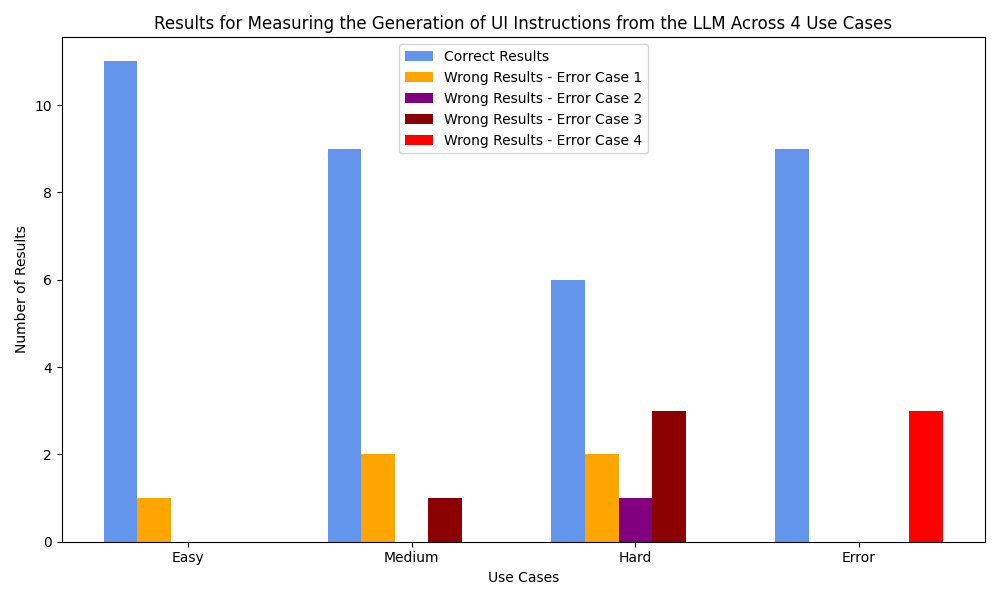 Results for Measuring the Generation of UI Instructions from the LLM Across 4 Use Cases
Correct Results
Wrong Results - Error Case 1
Wrong Results - Error Case 2
Wrong Results - Error Case 3
Wrong Results - Error Case 4
Number of Results
10
8
6
4
2
0
Easy
Medium
Hard
Error
Use Cases